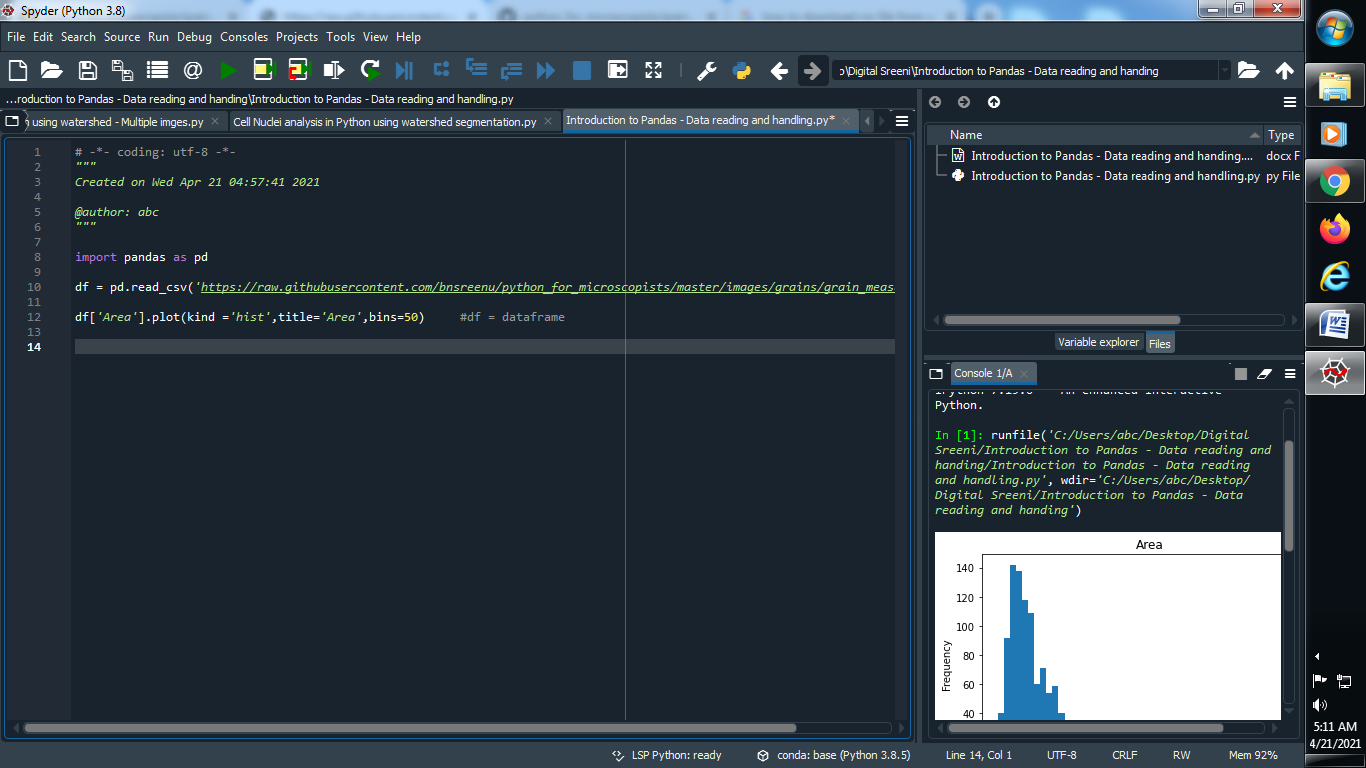 Spyder (Python 3.8)
File Edit Search Source Run Debug Consoles Projects Tools View Help
ɔ\Digital Sreeni\Introduction to Pandas - Data reading and handing
...roduction to Pandas - Data reading and handling\Introduction to Pandas - Data reading and handling.py
using watershed - Multiple imges.py
Cell Nuclei analysis in Python using watershed segmentation.py
Introduction to Pandas - Data reading and handling.py*
1 # -*- coding: utf-8 -*-
2 """
3 Created on Wed Apr 21 04:57:41 2021
4
5 @author: abc
6 """
7
8 import pandas as pd
9
10 df = pd.read_csv('https://raw.githubusercontent.com/bnsreenu/python_for_microscopists/master/images/grains/grain_meas
11
12 df['Area'].plot(kind ='hist',title='Area',bins=50) #df = dataframe
13
14
Name Type
Introduction to Pandas - Data reading and handing.... docx F
Introduction to Pandas - Data reading and handling.py py File
Variable explorer Files
Console 1/A
An enhanced Interactive
Python.
In [1]: runfile('C:/Users/abc/Desktop/Digital
Sreeni/Introduction to Pandas - Data reading and
handing/Introduction to Pandas - Data reading
and handling.py', wdir='C:/Users/abc/Desktop/
Digital Sreeni/Introduction to Pandas - Data
reading and handing')
Area
140
120
100
80
60
40
Frequency
LSP Python: ready
conda: base (Python 3.8.5)
Line 14, Col 1
UTF-8
CRLF
RW
Mem 92%
5:11 AM
4/21/2021